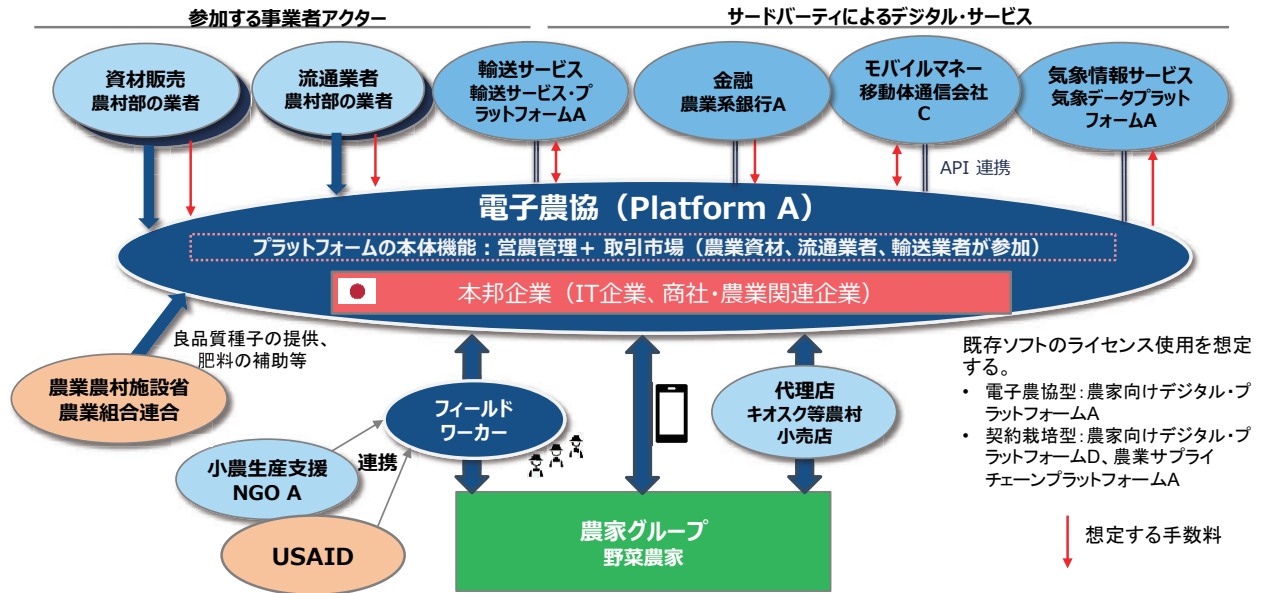 参加する事業者アクター
サードパーティによるデジタル・サービス
資材販売
農村部の業者
流通業者
農村部の業者
輸送サービス
輸送サービス・プ
ラットフォームA
金融
農業系銀行A
モバイルマネー
移動体通信会社
C
気象情報サービス
気象データプラット
フォームA
API 連携
電子農協（Platform A）
プラットフォームの本体機能：営農管理＋ 取引市場（農業資材、流通業者、輸送業者が参加）
本邦企業（IT企業、商社・農業関連企業）
良品質種子の提供、
肥料の補助等
農業農村施設省
農業組合連合
フィールド
ワーカー
代理店
キオスク等農村
小売店
小農生産支援
NGO A
連携
USAID
農家グループ
野菜農家
既存ソフトのライセンス使用を想定
する。
• 電子農協型：農家向けデジタル・プ
ラットフォームA
• 契約栽培型：農家向けデジタル・プ
ラットフォームD、農業サプライ
チェーンプラットフォームA
想定する手数料